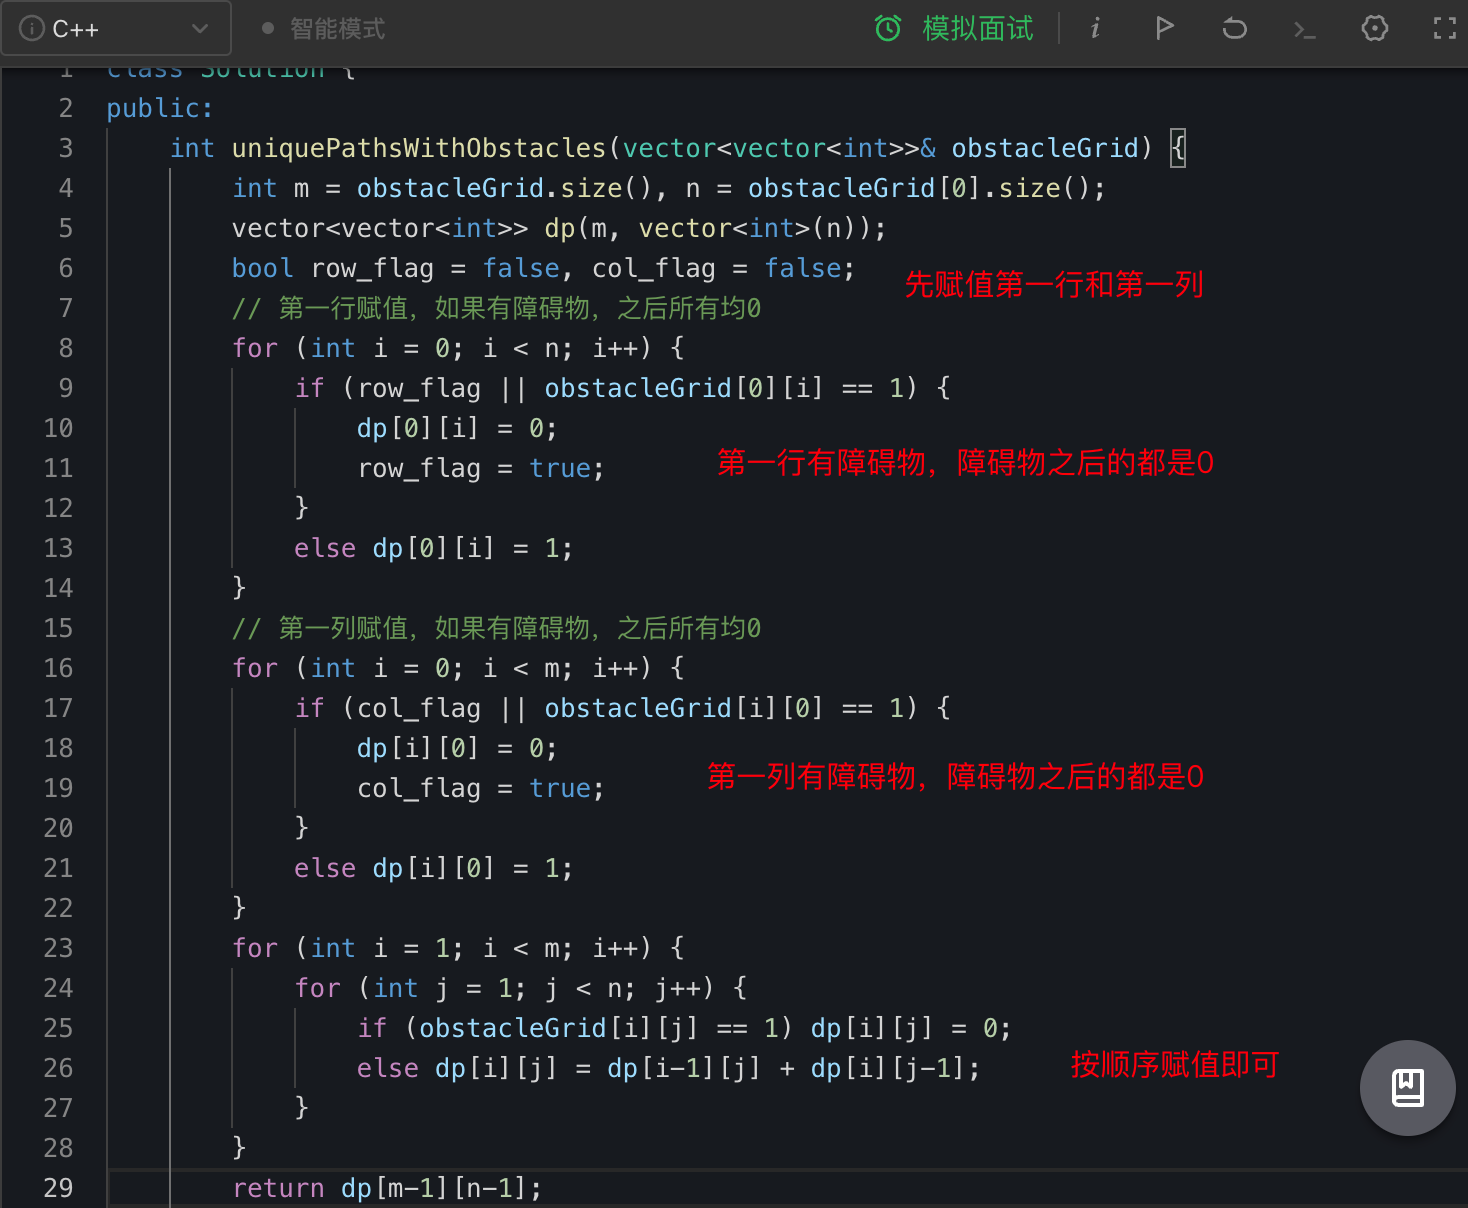 C++ 智能模式 模拟面试
1 class Solution {
2 public:
3 int uniquePathsWithObstacles(vector<vector<int>>& obstacleGrid) {
4 int m = obstacleGrid.size(), n = obstacleGrid[0].size();
5 vector<vector<int>> dp(m, vector<int>(n));
6 bool row_flag = false, col_flag = false;
先赋值第一行和第一列
7 // 第一行赋值，如果有障碍物，之后所有均0
8 for (int i = 0; i < n; i++) {
9 if (row_flag || obstacleGrid[0][i] == 1) {
10 dp[0][i] = 0;
11 row_flag = true;
第一行有障碍物，障碍物之后的都是0
12 }
13 else dp[0][i] = 1;
14 }
15 // 第一列赋值，如果有障碍物，之后所有均0
16 for (int i = 0; i < m; i++) {
17 if (col_flag || obstacleGrid[i][0] == 1) {
18 dp[i][0] = 0;
19 col_flag = true;
第一列有障碍物，障碍物之后的都是0
20 }
21 else dp[i][0] = 1;
22 }
23 for (int i = 1; i < m; i++) {
24 for (int j = 1; j < n; j++) {
25 if (obstacleGrid[i][j] == 1) dp[i][j] = 0;
26 else dp[i][j] = dp[i-1][j] + dp[i][j-1];
按顺序赋值即可
27 }
28 }
29 return dp[m-1][n-1];